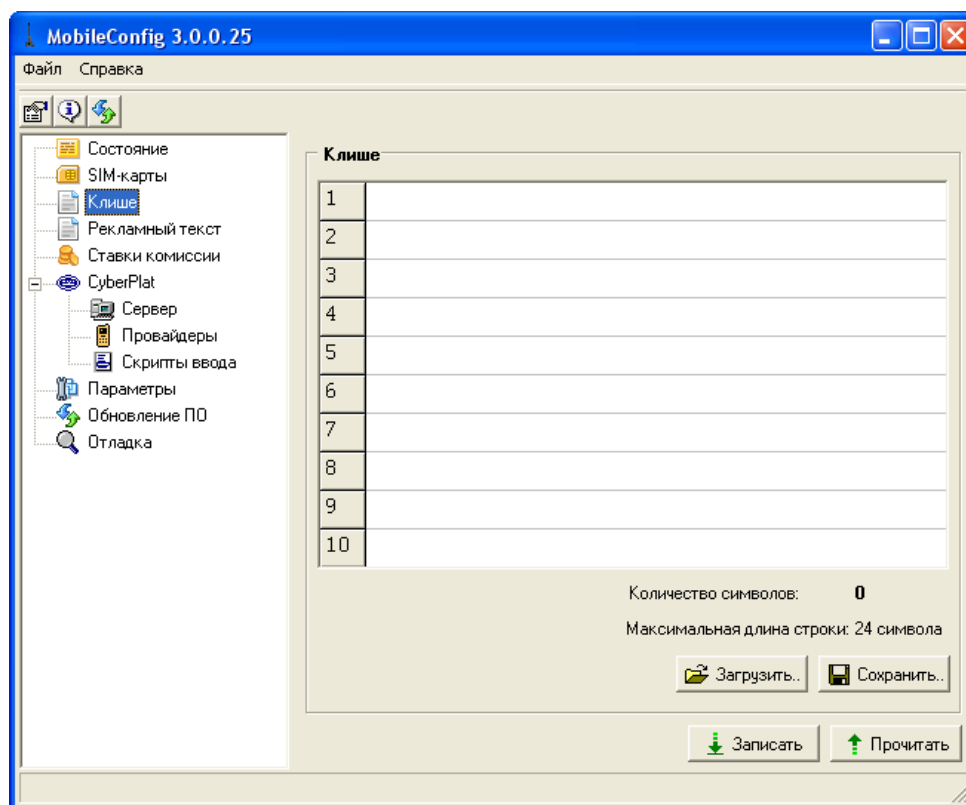 MobileConfig 3.0.0.25
Файл Справка
Состояние
SIM-карты
Клише
Рекламный текст
Ставки комиссии
CyberPlat
Сервер
Провайдеры
Скрипты ввода
Параметры
Обновление ПО
Отладка
Клише
1
2
3
4
5
6
7
8
9
10
Количество символов: 0
Максимальная длина строки: 24 символа
Загрузить.. Сохранить..
Записать Прочитать